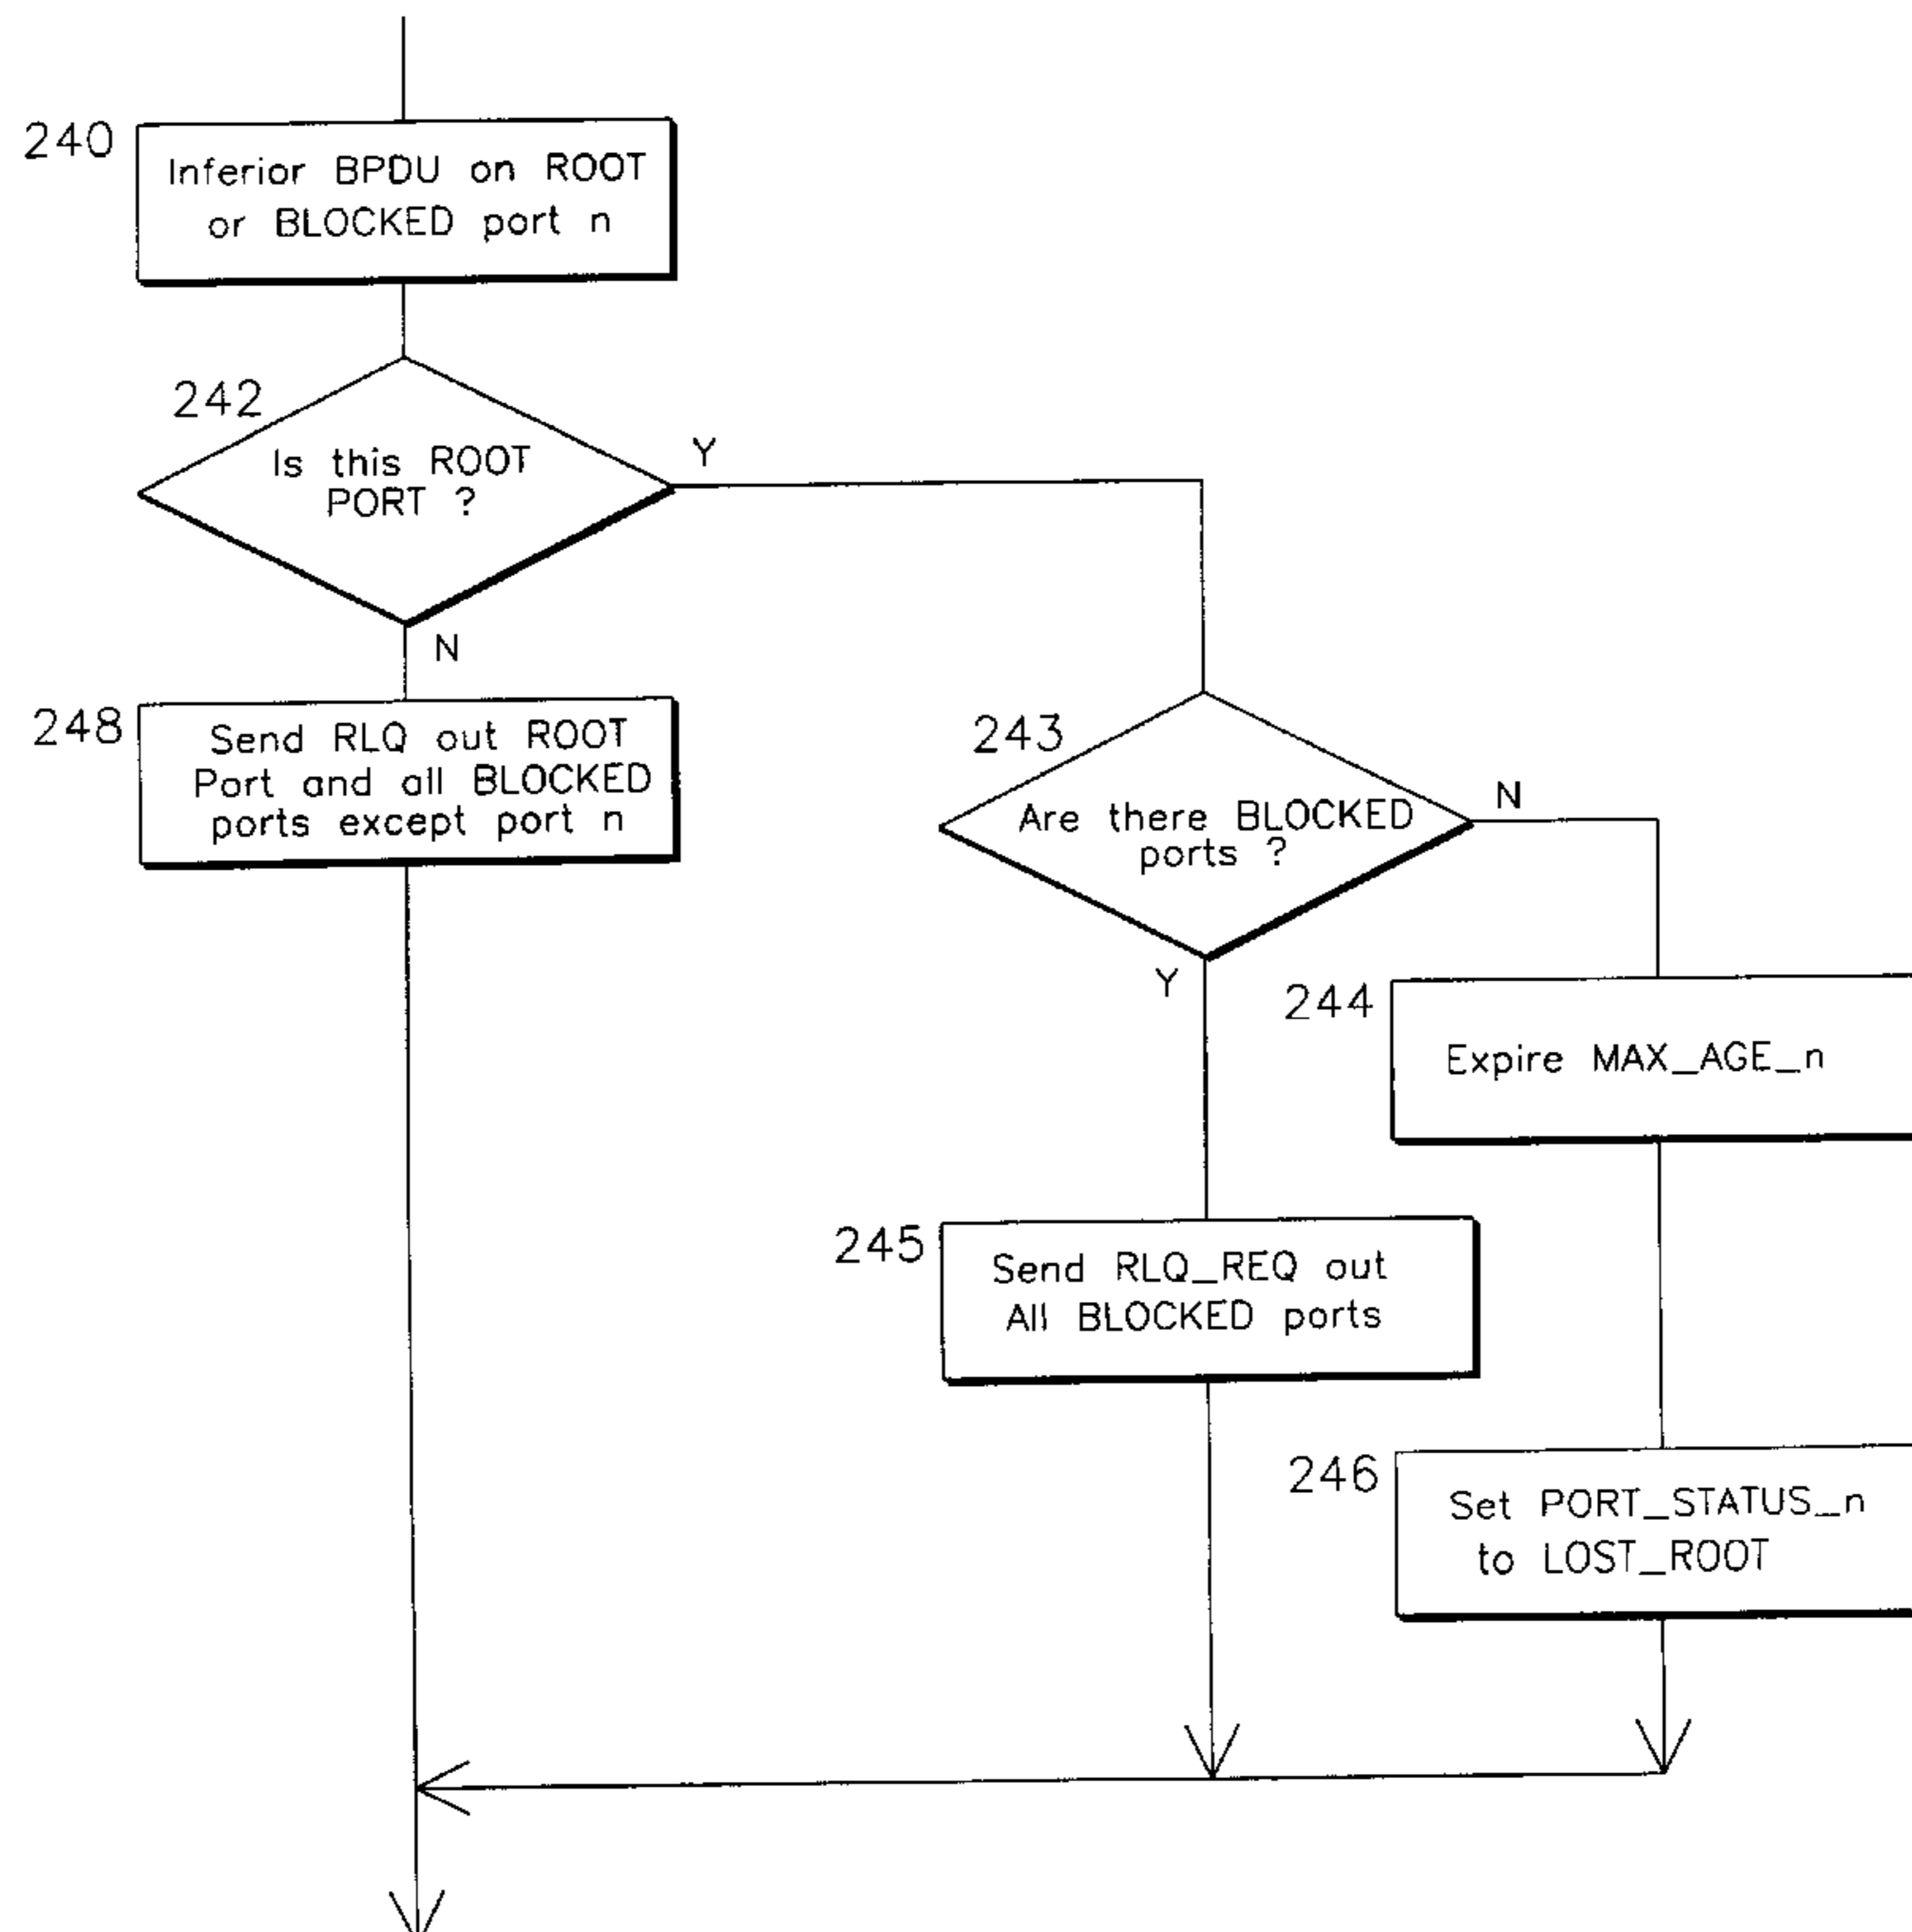 240
Inferior BPDU on ROOT
or BLOCKED port n
242
Is this ROOT
PORT ?
Y
N
248
Send RLQ out ROOT
Port and all BLOCKED
ports except port n
243
Are there BLOCKED
ports ?
N
Y
244
Expire MAX_AGE_n
245
Send RLQ_REQ out
All BLOCKED ports
246
Set PORT_STATUS_n
to LOST_ROOT